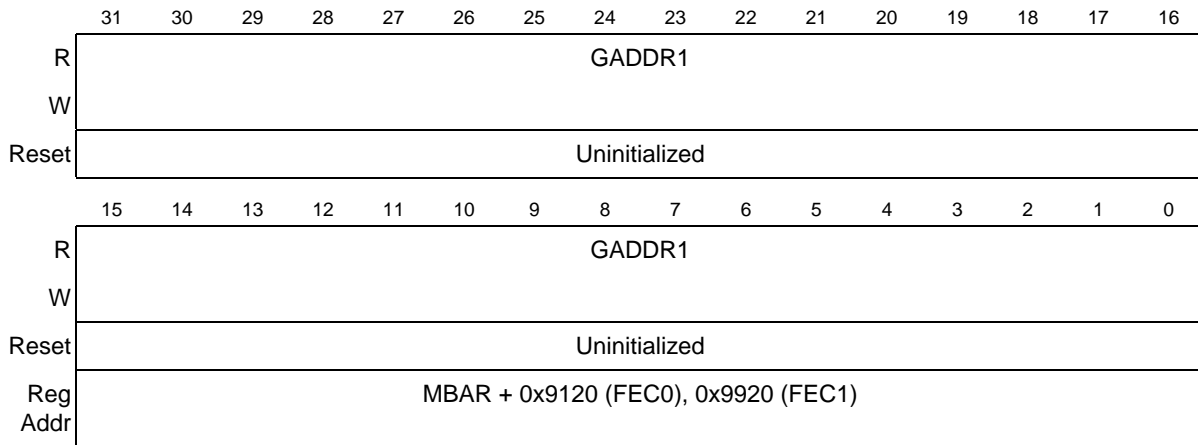 31 30 29 28 27 26 25 24 23 22 21 20 19 18 17 16
R GADDR1
W
Reset Uninitialized
15 14 13 12 11 10 9 8 7 6 5 4 3 2 1 0
R GADDR1
W
Reset Uninitialized
Reg MBAR + 0x9120 (FEC0), 0x9920 (FEC1)
Addr